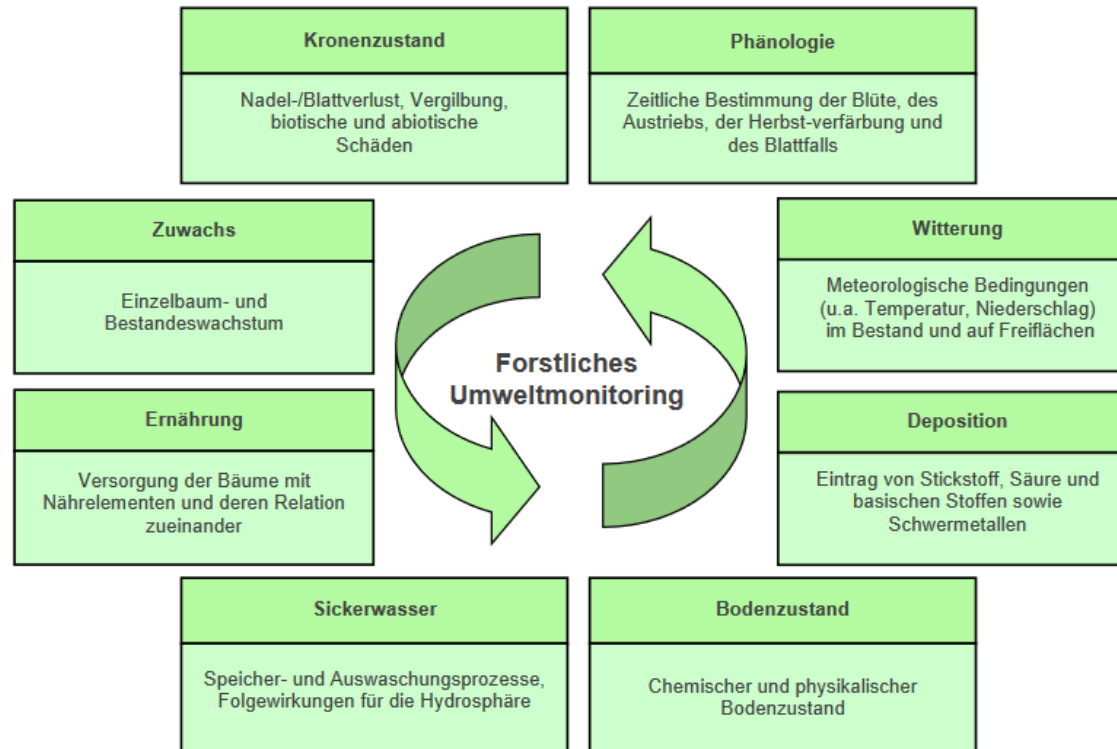 Kronenzustand
Nadel-/Blattverlust, Vergilbung,
biotische und abiotische
Schäden
Phänologie
Zeitliche Bestimmung der Blüte, des
Austriebs, der Herbst-verfärbung und
des Blattfalls
Zuwachs
Einzelbaum- und
Bestandeswachstum
Witterung
Meteorologische Bedingungen
(u.a. Temperatur, Niederschlag)
im Bestand und auf Freiflächen
Forstliches
Umweltmonitoring
Ernährung
Versorgung der Bäume mit
Nährelementen und deren Relation
zueinander
Deposition
Eintrag von Stickstoff, Säure und
basischen Stoffen sowie
Schwermetallen
Sickerwasser
Speicher- und Auswaschungsprozesse,
Folgewirkungen für die Hydrosphäre
Bodenzustand
Chemischer und physikalischer
Bodenzustand